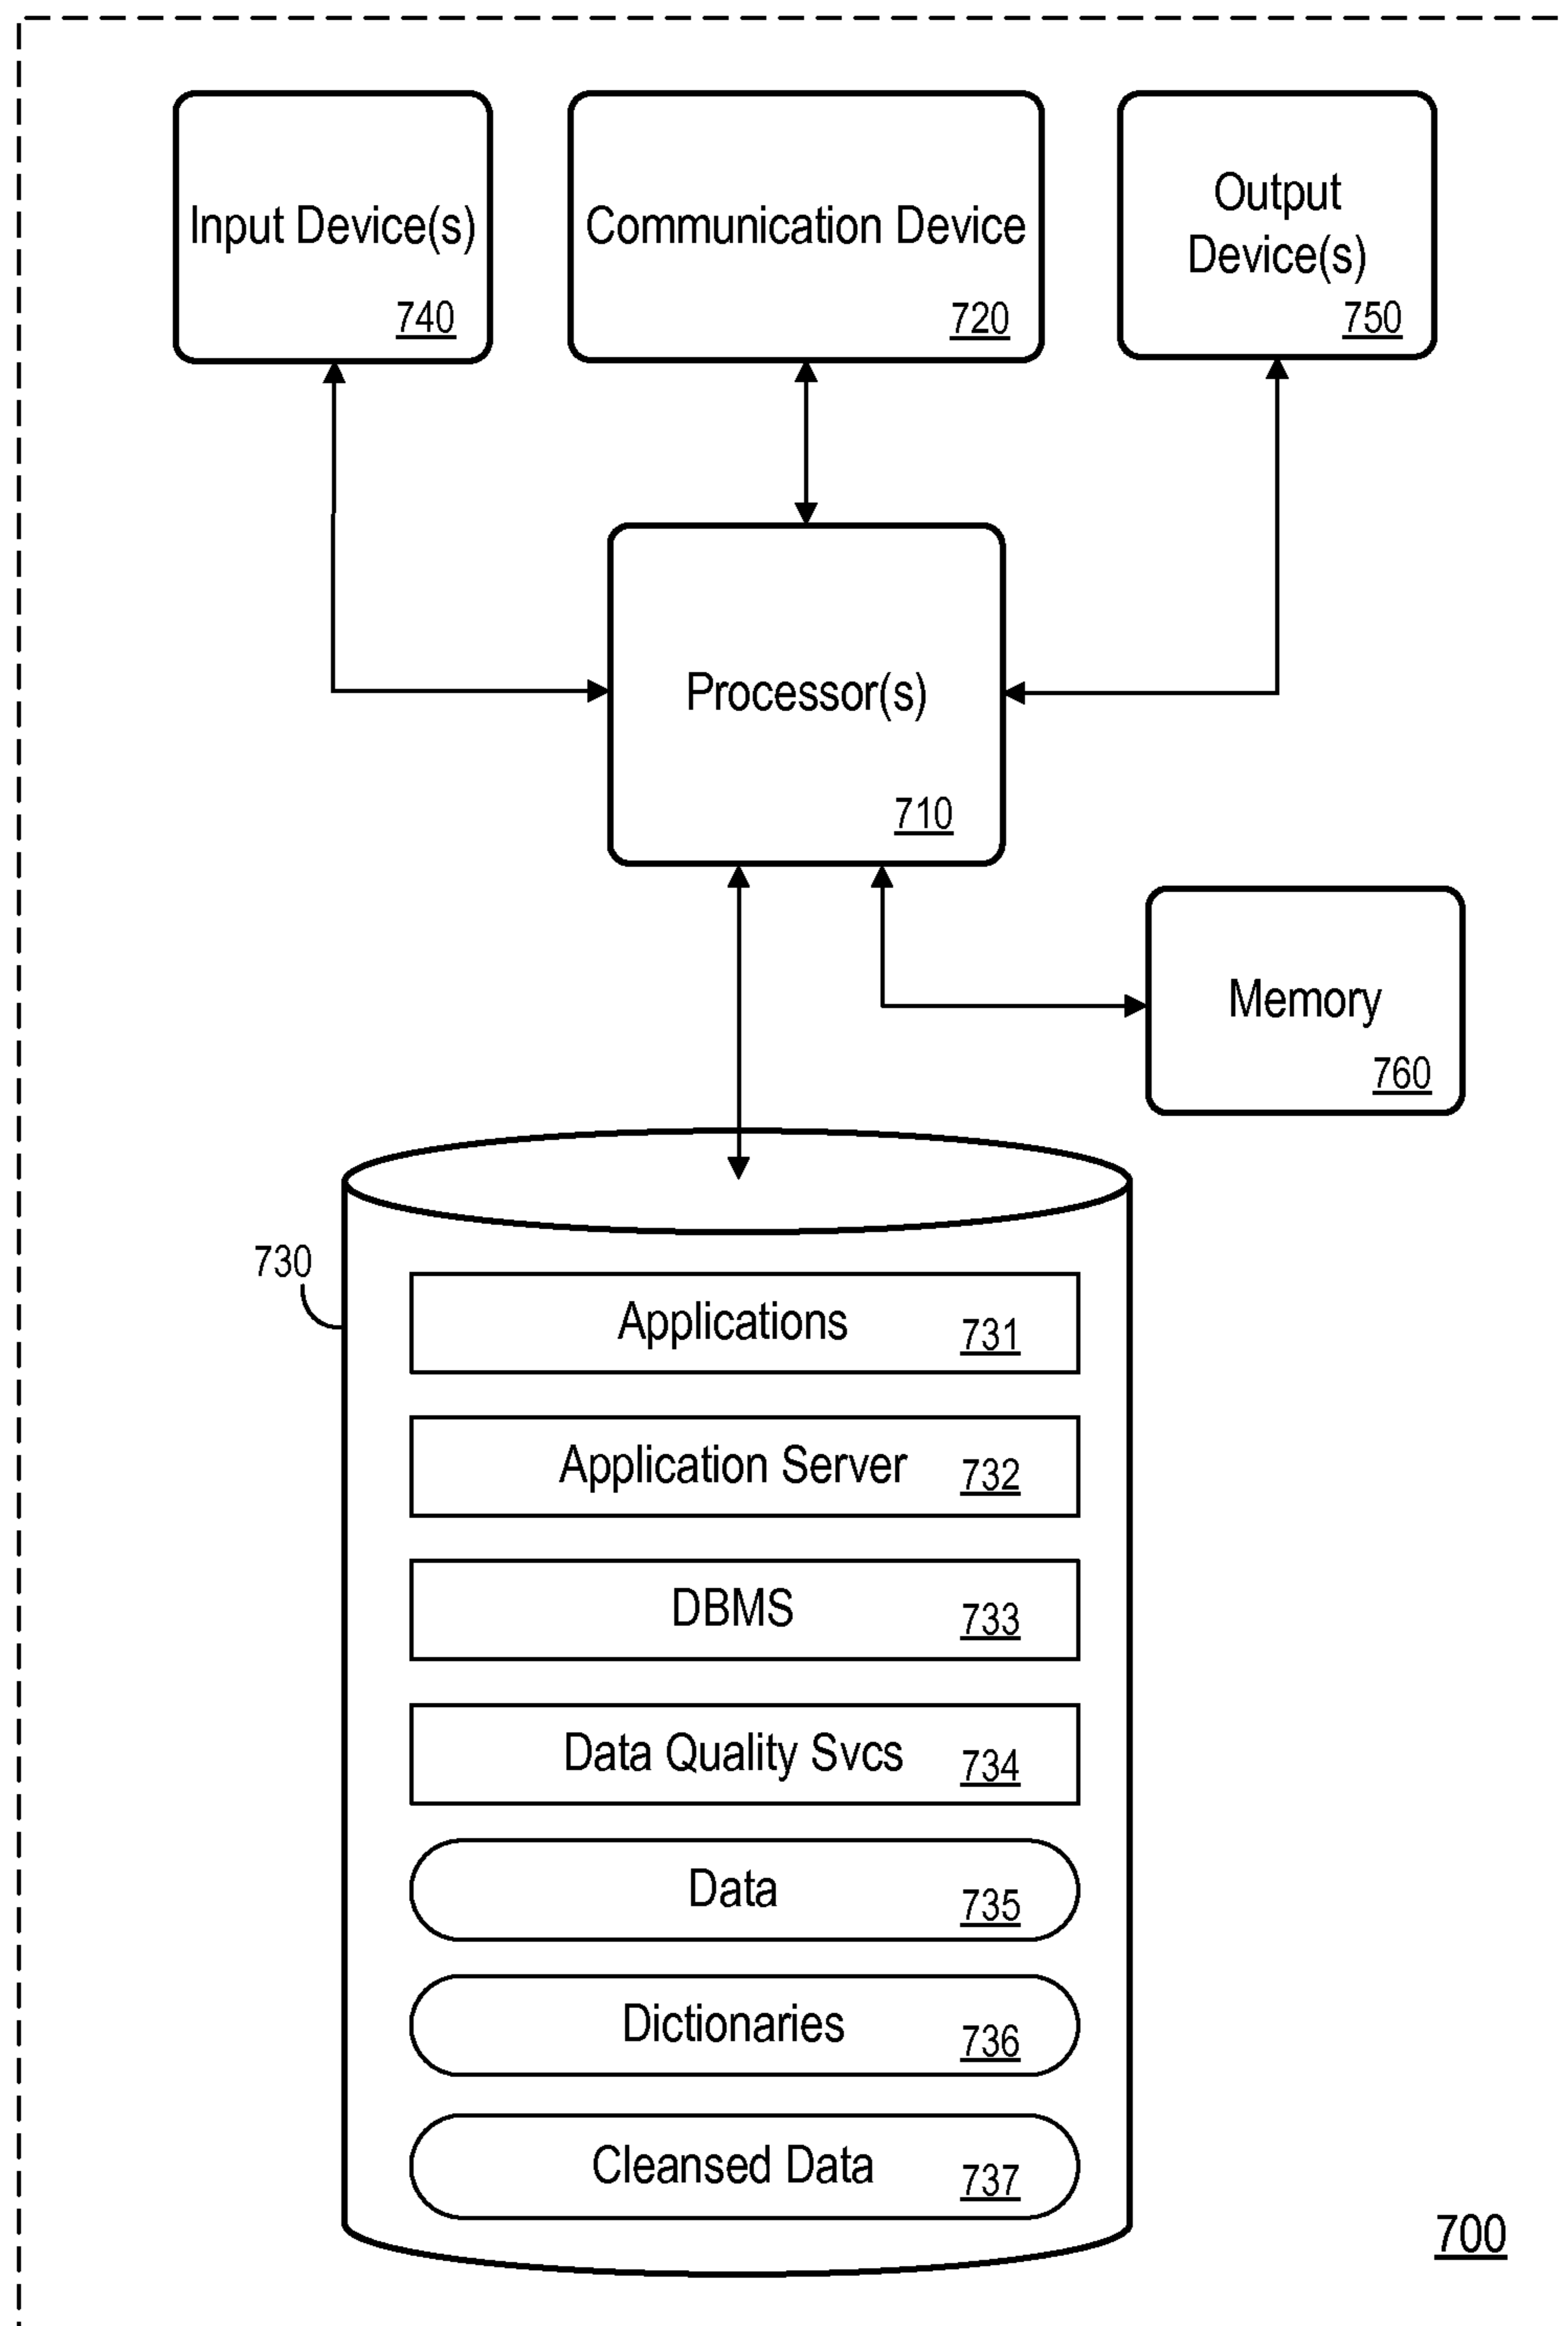 Input Device(s)
740
Communication Device
720
Output
Device(s)
750
Processor(s)
710
Memory
760
730
Applications 731
Application Server 732
DBMS 733
Data Quality Svcs 734
Data 735
Dictionaries 736
Cleansed Data 737
700